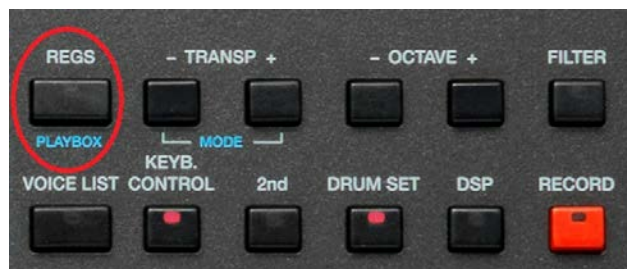 REGS - TRANSP + - OCTAVE + FILTER
PLAYBOX MODE
VOICE LIST KEYB. CONTROL 2nd DRUM SET DSP RECORD